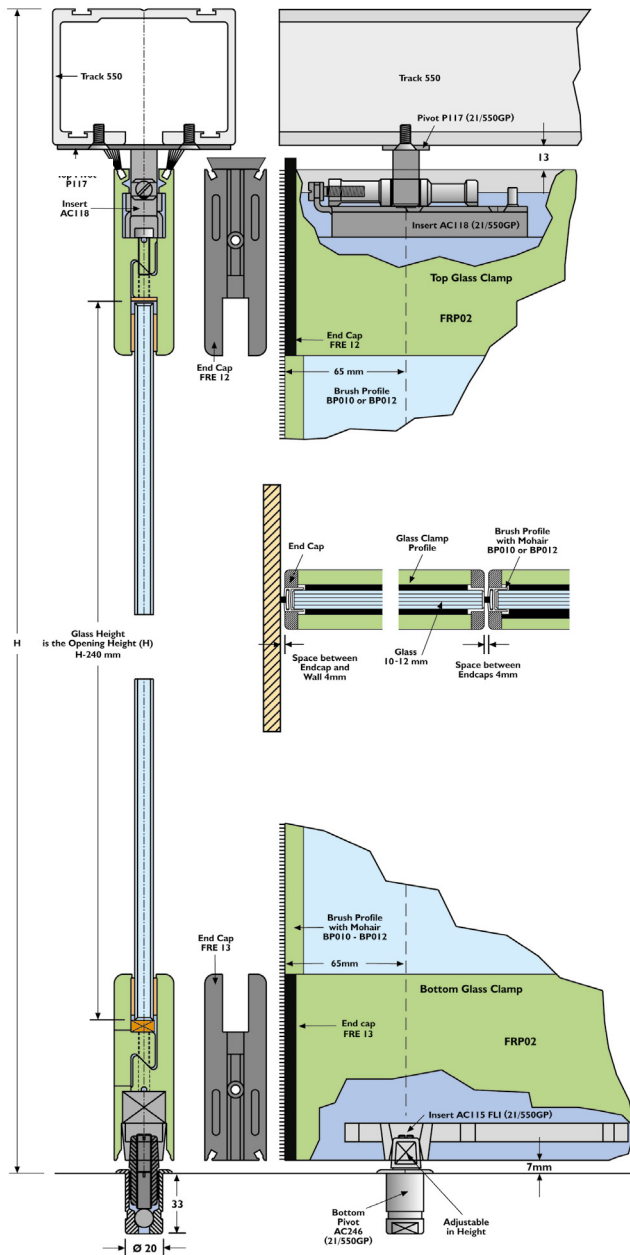 Track 550
Track 550
Pivot P117 (21/550GP)
13
P117
Insert
AC118
Insert AC118 (21/550GP)
Top Glass Clamp
FRP02
End Cap
FRE 12
End Cap
FRE 12
65 mm
Brush Profile
BP010 or BP012
End Cap
Glass Clamp
Profile
Brush Profile
with Mohair
BP010 or BP012
H
Glass Height
is the Opening Height (H)
H-240 mm
Space between
Endcap and
Wall 4mm
Glass
10-12 mm
Space between
Endcaps 4mm
Brush Profile
with Mohair
BP010 - BP012
End Cap
FRE 13
65mm
Bottom Glass Clamp
End cap
FRE 13
FRP02
Insert AC115 FLI (21/550GP)
7mm
33
Bottom
Pivot
AC246
(21/550GP)
Adjustable
in Height
Ø 20